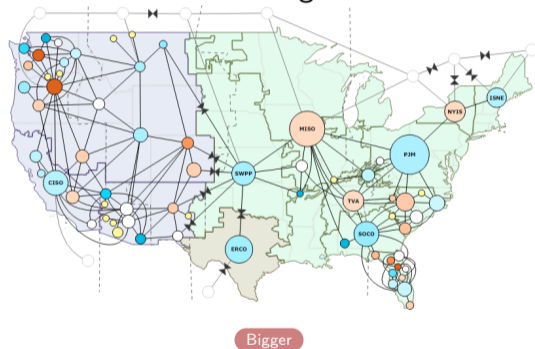 ISNE
NYIS
MISO
PJM
SWPP
CISO
TVA
SOCO
ERCO
Bigger